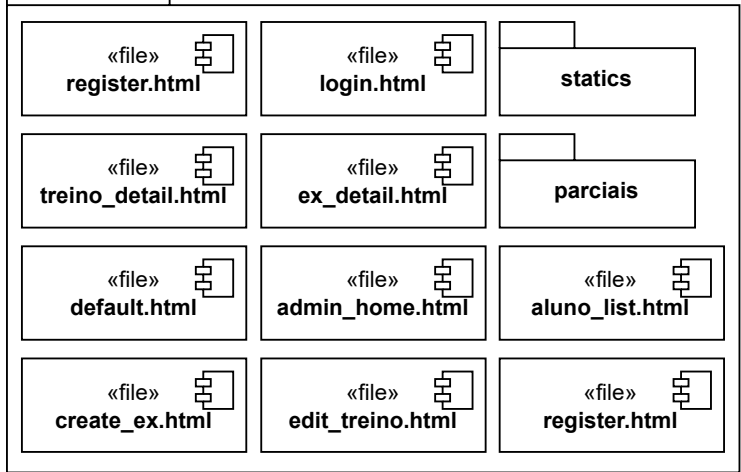 «file»
register.html
«file»
login.html
statics
«file»
treino_detail.html
«file»
ex_detail.html
parciais
«file»
default.html
«file»
admin_home.html
«file»
aluno_list.html
«file»
create_ex.html
«file»
edit_treino.html
«file»
register.html